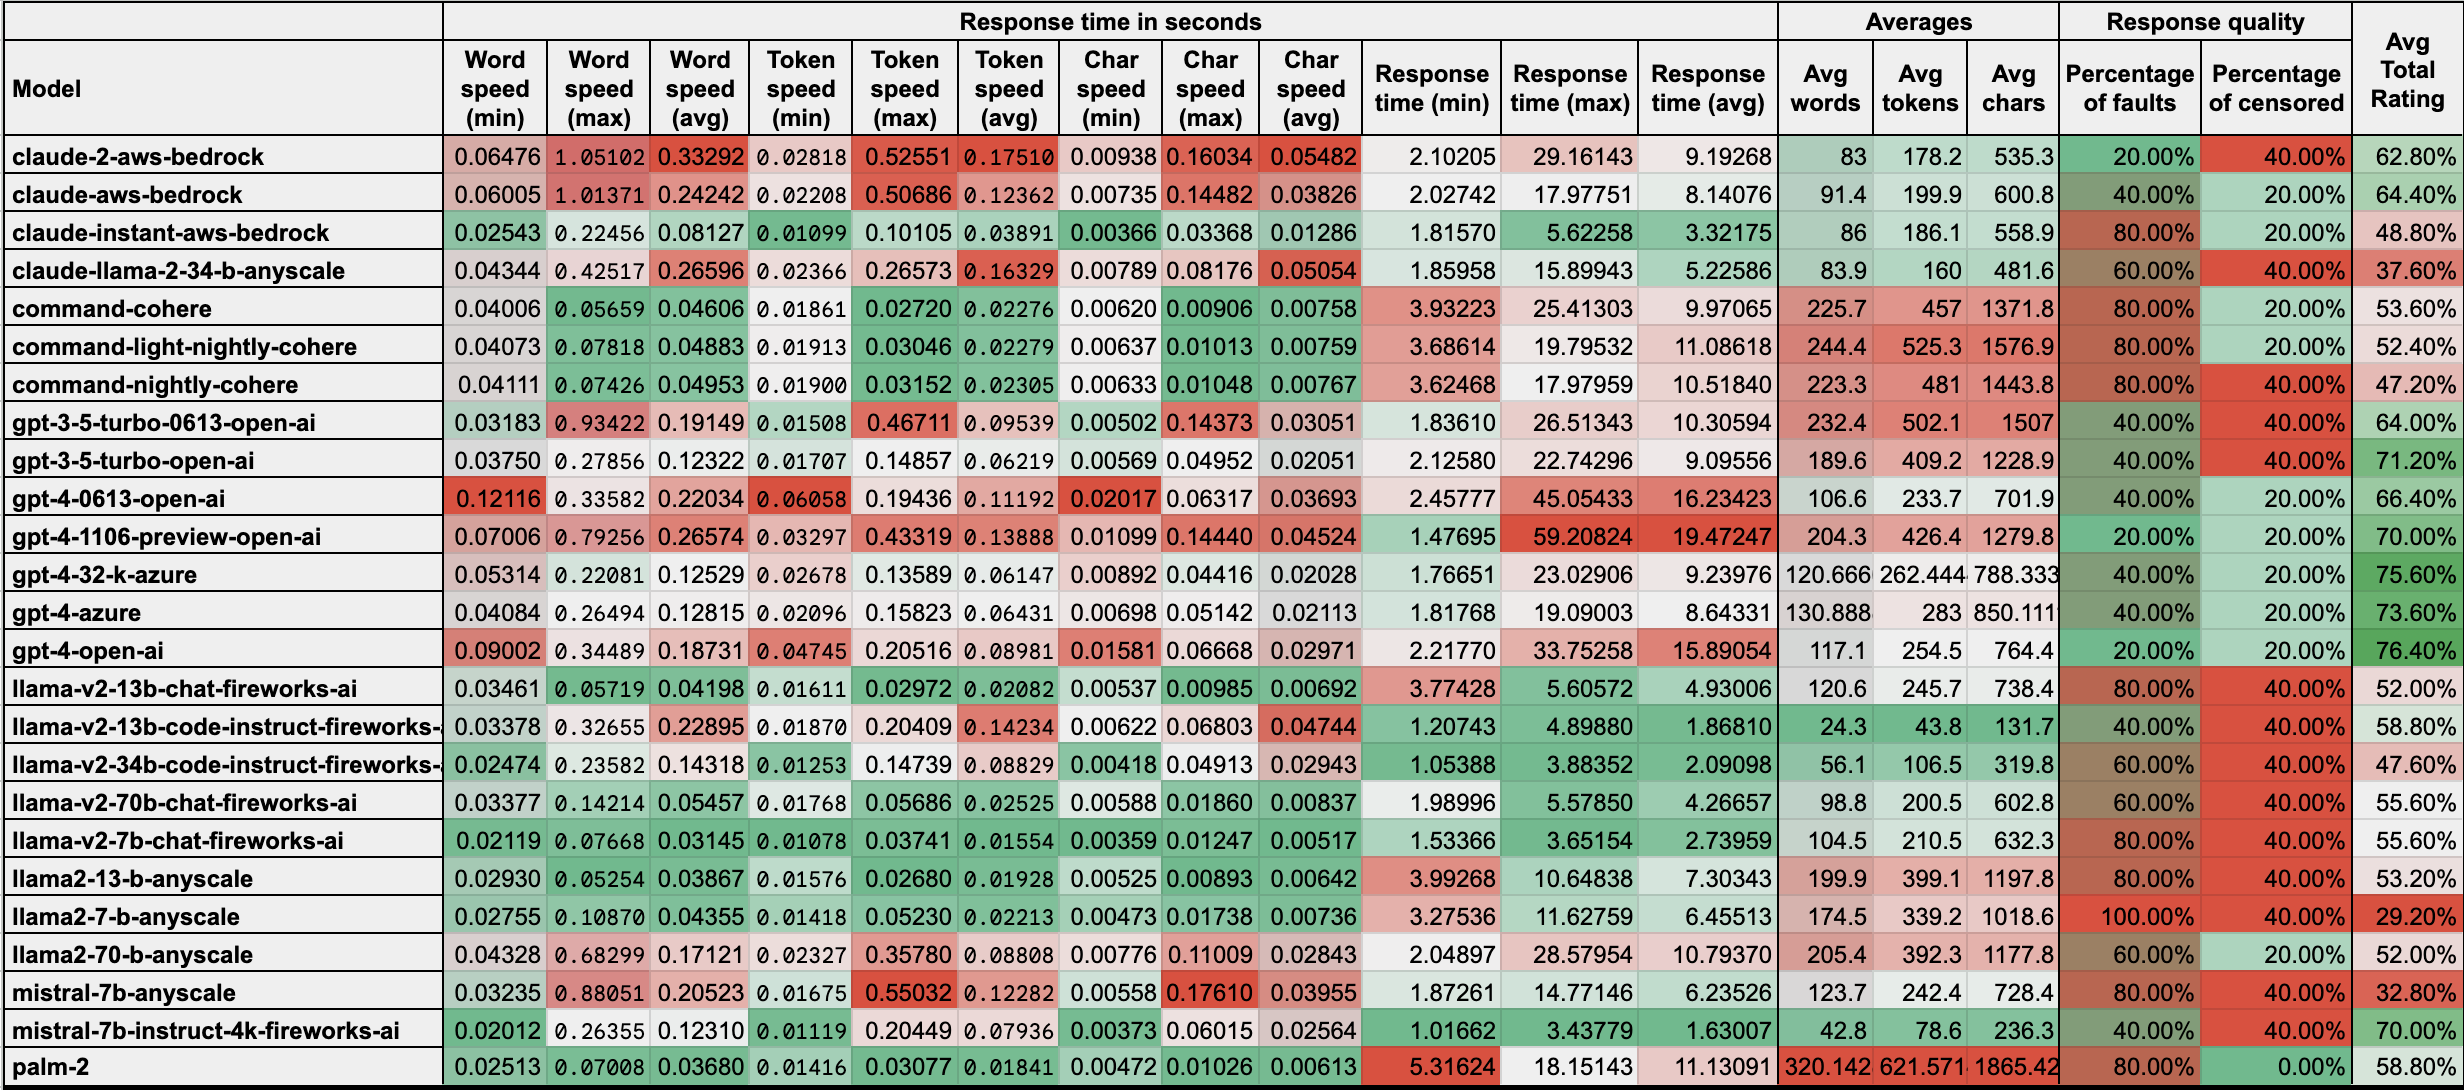 Response time in seconds Averages Response quality
Model Word speed (min) Word speed (max) Word speed (avg) Token speed (min) Token speed (max) Token speed (avg) Char speed (min) Char speed (max) Char speed (avg) Response time (min) Response time (max) Response time (avg) Avg words Avg tokens Avg chars Percentage of faults Percentage of censored Avg Total Rating
claude-2-aws-bedrock 0.06476 1.05102 0.33292 0.02818 0.52551 0.17510 0.00938 0.16034 0.05482 2.10205 29.16143 9.19268 83 178.2 535.3 20.00% 40.00% 62.80%
claude-aws-bedrock 0.06005 1.01371 0.24242 0.02208 0.50686 0.12362 0.00735 0.14482 0.03826 2.02742 17.97751 8.14076 91.4 199.9 600.8 40.00% 20.00% 64.40%
claude-instant-aws-bedrock 0.02543 0.22456 0.08127 0.01099 0.10105 0.03891 0.00366 0.03368 0.01286 1.81570 5.62258 3.32175 86 186.1 558.9 80.00% 20.00% 48.80%
claude-llama-2-34-b-anyscale 0.04344 0.42517 0.26596 0.02366 0.26573 0.16329 0.00789 0.08176 0.05054 1.85958 15.89943 5.22586 83.9 160 481.6 60.00% 40.00% 37.60%
command-cohere 0.04006 0.05659 0.04606 0.01861 0.02720 0.02276 0.00620 0.00906 0.00758 3.93223 25.41303 9.97065 225.7 457 1371.8 80.00% 20.00% 53.60%
command-light-nightly-cohere 0.04073 0.07818 0.04883 0.01913 0.03046 0.02279 0.00637 0.01013 0.00759 3.68614 19.79532 11.08618 244.4 525.3 1576.9 80.00% 20.00% 52.40%
command-nightly-cohere 0.04111 0.07426 0.04953 0.01900 0.03152 0.02305 0.00633 0.01048 0.00767 3.62468 17.97959 10.51840 223.3 481 1443.8 80.00% 40.00% 47.20%
gpt-3-5-turbo-0613-open-ai 0.03183 0.93422 0.19149 0.01508 0.46711 0.09539 0.00502 0.14373 0.03051 1.83610 26.51343 10.30594 232.4 502.1 1507 40.00% 40.00% 64.00%
gpt-3-5-turbo-open-ai 0.03750 0.27856 0.12322 0.01707 0.14857 0.06219 0.00569 0.04952 0.02051 2.12580 22.74296 9.09556 189.6 409.2 1228.9 40.00% 40.00% 71.20%
gpt-4-0613-open-ai 0.12116 0.33582 0.22034 0.06058 0.19436 0.11192 0.02017 0.06317 0.03693 2.45777 45.05433 16.23423 106.6 233.7 701.9 40.00% 20.00% 66.40%
gpt-4-1106-preview-open-ai 0.07006 0.79256 0.26574 0.03297 0.43319 0.13888 0.01099 0.14440 0.04524 1.47695 59.20824 19.47247 204.3 426.4 1279.8 20.00% 20.00% 70.00%
gpt-4-32-k-azure 0.05314 0.22081 0.12529 0.02678 0.13589 0.06147 0.00892 0.04416 0.02028 1.76651 23.02906 9.23976 120.666 262.444 788.333 40.00% 20.00% 75.60%
gpt-4-azure 0.04084 0.26494 0.12815 0.02096 0.15823 0.06431 0.00698 0.05142 0.02113 1.81768 19.09003 8.64331 130.888 283 850.111 40.00% 20.00% 73.60%
gpt-4-open-ai 0.09002 0.34489 0.18731 0.04745 0.20516 0.08981 0.01581 0.06668 0.02971 2.21770 33.75258 15.89054 117.1 254.5 764.4 20.00% 20.00% 76.40%
llama-v2-13b-chat-fireworks-ai 0.03461 0.05719 0.04198 0.01611 0.02972 0.02082 0.00537 0.00985 0.00692 3.77428 5.60572 4.93006 120.6 245.7 738.4 80.00% 40.00% 52.00%
llama-v2-13b-code-instruct-fireworks- 0.03378 0.32655 0.22895 0.01870 0.20409 0.14234 0.00622 0.06803 0.04744 1.20743 4.89880 1.86810 24.3 43.8 131.7 40.00% 40.00% 58.80%
llama-v2-34b-code-instruct-fireworks- 0.02474 0.23582 0.14318 0.01253 0.14739 0.08829 0.00418 0.04913 0.02943 1.05388 3.88352 2.09098 56.1 106.5 319.8 60.00% 40.00% 47.60%
llama-v2-70b-chat-fireworks-ai 0.03377 0.14214 0.05457 0.01768 0.05686 0.02525 0.00588 0.01860 0.00837 1.98996 5.57850 4.26657 98.8 200.5 602.8 60.00% 40.00% 55.60%
llama-v2-7b-chat-fireworks-ai 0.02119 0.07668 0.03145 0.01078 0.03741 0.01554 0.00359 0.01247 0.00517 1.53366 3.65154 2.73959 104.5 210.5 632.3 80.00% 40.00% 55.60%
llama2-13-b-anyscale 0.02930 0.05254 0.03867 0.01576 0.02680 0.01928 0.00525 0.00893 0.00642 3.99268 10.64838 7.30343 199.9 399.1 1197.8 80.00% 40.00% 53.20%
llama2-7-b-anyscale 0.02755 0.10870 0.04355 0.01418 0.05230 0.02213 0.00473 0.01738 0.00736 3.27536 11.62759 6.45513 174.5 339.2 1018.6 100.00% 40.00% 29.20%
llama2-70-b-anyscale 0.04328 0.68299 0.17121 0.02327 0.35780 0.08808 0.00776 0.11009 0.02843 2.04897 28.57954 10.79370 205.4 392.3 1177.8 60.00% 20.00% 52.00%
mistral-7b-anyscale 0.03235 0.88051 0.20523 0.01675 0.55032 0.12282 0.00558 0.17610 0.03955 1.87261 14.77146 6.23526 123.7 242.4 728.4 80.00% 40.00% 32.80%
mistral-7b-instruct-4k-fireworks-ai 0.02012 0.26355 0.12310 0.01119 0.20449 0.07936 0.00373 0.06015 0.02564 1.01662 3.43779 1.63007 42.8 78.6 236.3 40.00% 40.00% 70.00%
palm-2 0.02513 0.07008 0.03680 0.01416 0.03077 0.01841 0.00472 0.01026 0.00613 5.31624 18.15143 11.13091 320.142 621.571 1865.42 80.00% 0.00% 58.80%